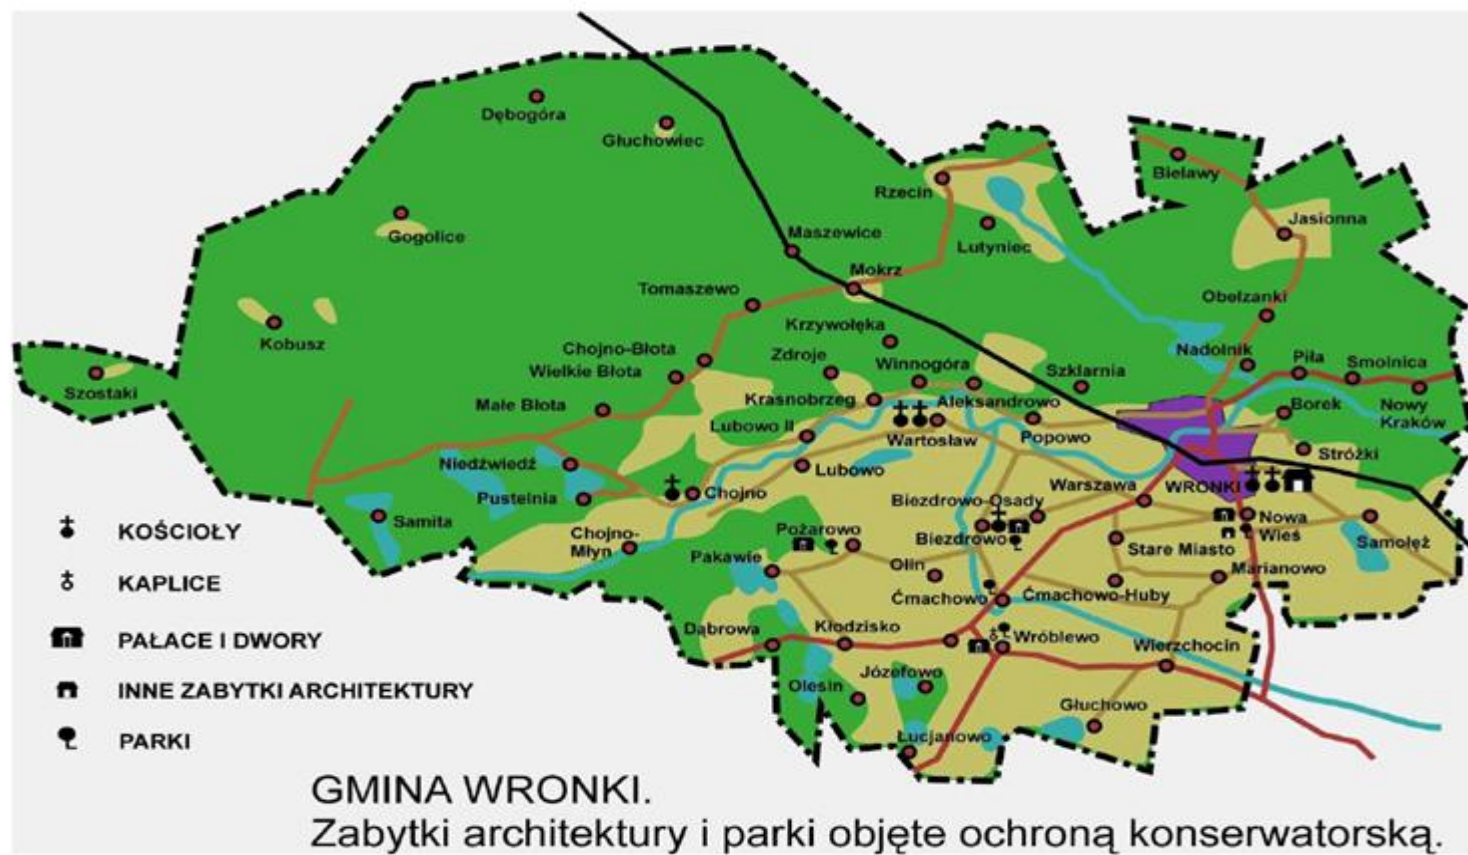 Dębogóra
Głuchowiec
Bielawy
Rzecin
Jasionna
Gogolice
Maszewice
Lutyniec
Mokrz
Tomaszewo
Obelzanki
Krzywołęka
Kobusz
Chojno-Błota
Zdroje
Winnogóra
Nadolnik
Piła
Smolnica
Wielkie Błota
Szklarnia
Szostaki
Krasnobrzeg
Aleksandrowo
Małe Błota
Borek
Nowy
Kraków
Lubowo II
Wartosław
Popowo
Stróżki
Niedźwiedź
Lubowo
Pustelnia
Chojno
Biezdrowo-Osady
Warszawa
WRONKI
Samita
Chojno-
Młyn
Pożarowo
Biezdrowo
Nowa
Wieś
Stare Miasto
Samołęż
Pakawie
Olin
Marianowo
Ćmachowo
Ćmachowo-Huby
Dąbrowa
Kłodzisko
Wróblewo
Wierzchocin
Olesin
Józefowo
Głuchowo
Łucjanowo
KOŚCIOŁY
KAPLICE
PAŁACE I DWORY
INNE ZABYTKI ARCHITEKTURY
PARKI
GMINA WRONKI.
Zabytki architektury i parki objęte ochroną konserwatorską.